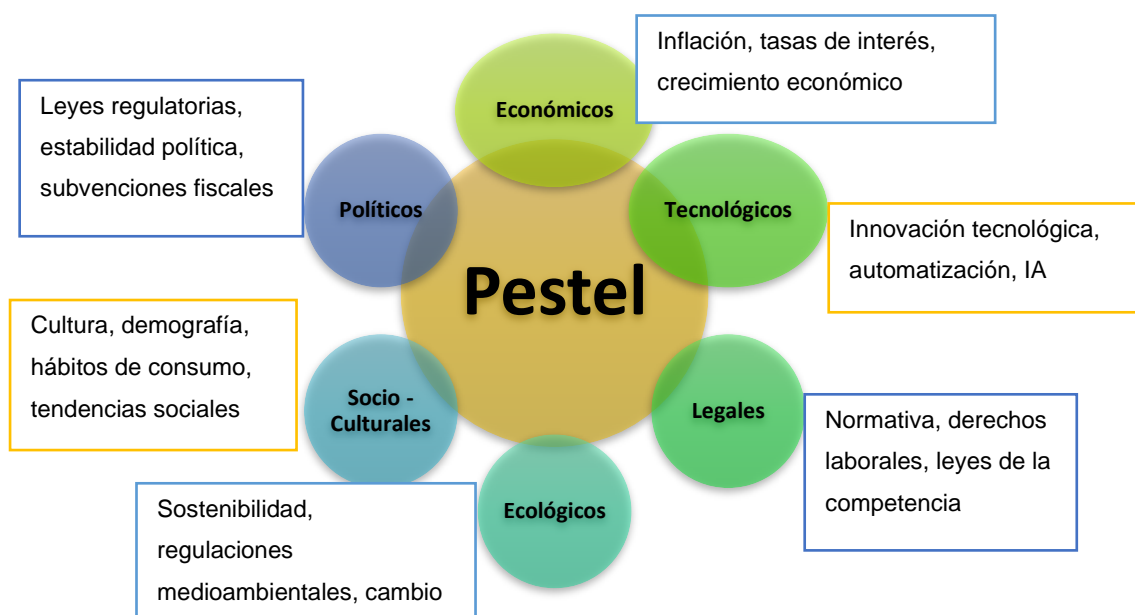 Inflación, tasas de interés,
crecimiento económico
Económicos
Leyes regulatorias,
estabilidad política,
subvenciones fiscales
Políticos
Tecnológicos
Innovación tecnológica,
automatización, IA
Pestel
Cultura, demografía,
hábitos de consumo,
tendencias sociales
Socio -
Culturales
Legales
Normativa, derechos
laborales, leyes de la
competencia
Ecológicos
Sostenibilidad,
regulaciones
medioambientales, cambio